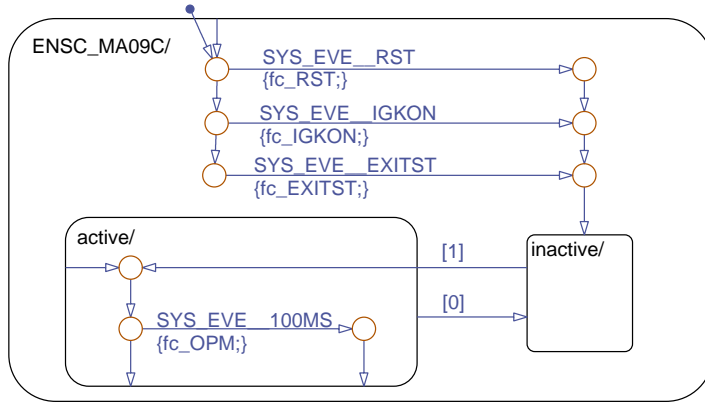 ENSC_MA09C/
SYS_EVE__RST
{fc_RST;}
SYS_EVE__IGKON
{fc_IGKON;}
SYS_EVE__EXITST
{fc_EXITST;}
active/
[1]
inactive/
[0]
SYS_EVE__100MS
{fc_OPM;}